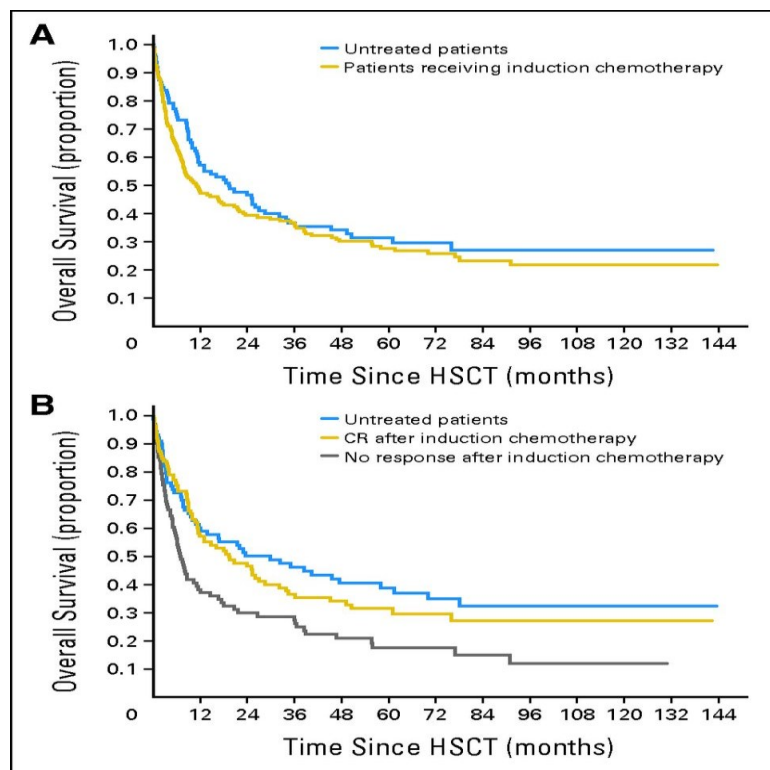 A
Untreated patients
Patients receiving induction chemotherapy
Overall Survival (proportion)
1.0
0.9
0.8
0.7
0.6
0.5
0.4
0.3
0.2
0.1
0 12 24 36 48 60 72 84 96 108 120 132 144
Time Since HSCT (months)
B
Untreated patients
CR after induction chemotherapy
No response after induction chemotherapy
Overall Survival (proportion)
1.0
0.9
0.8
0.7
0.6
0.5
0.4
0.3
0.2
0.1
0 12 24 36 48 60 72 84 96 108 120 132 144
Time Since HSCT (months)